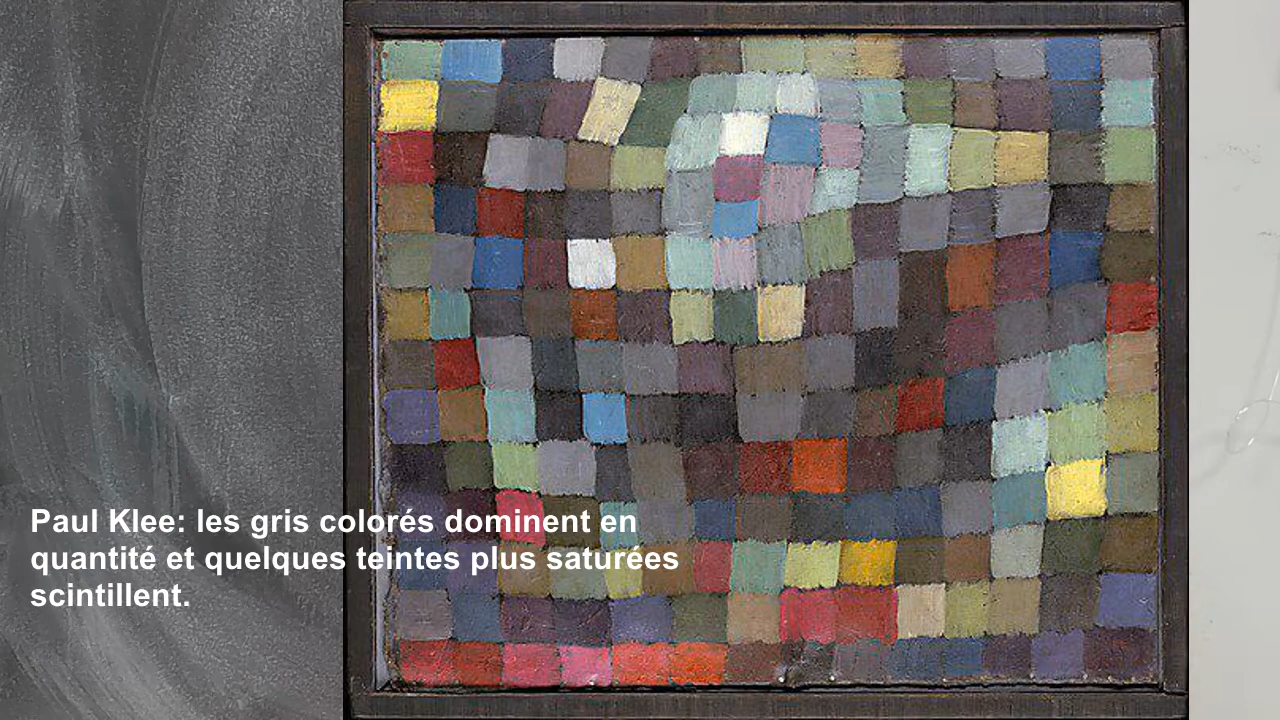 Paul Klee: les gris colorés dominent en
quantité et quelques teintes plus saturées
scintillent.